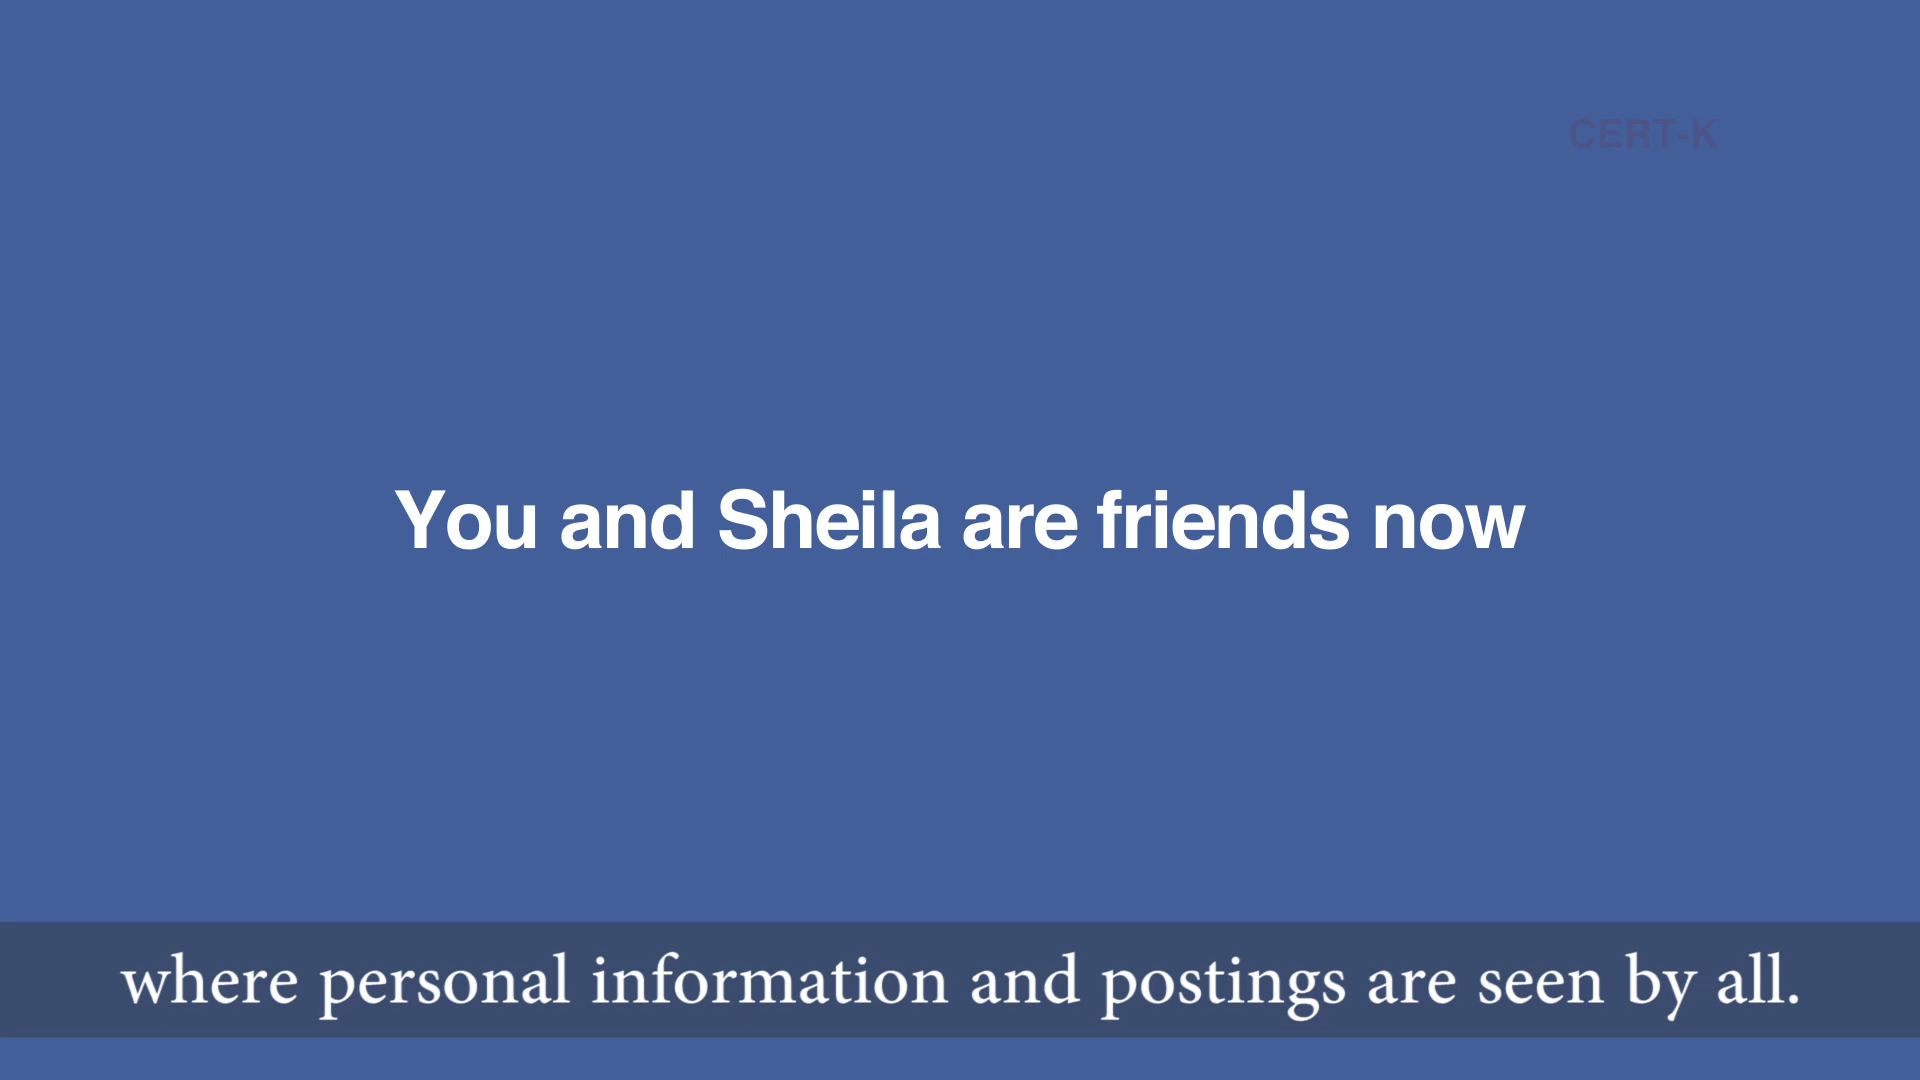 CERT-K
You and Sheila are friends now
where personal information and postings are seen by all.